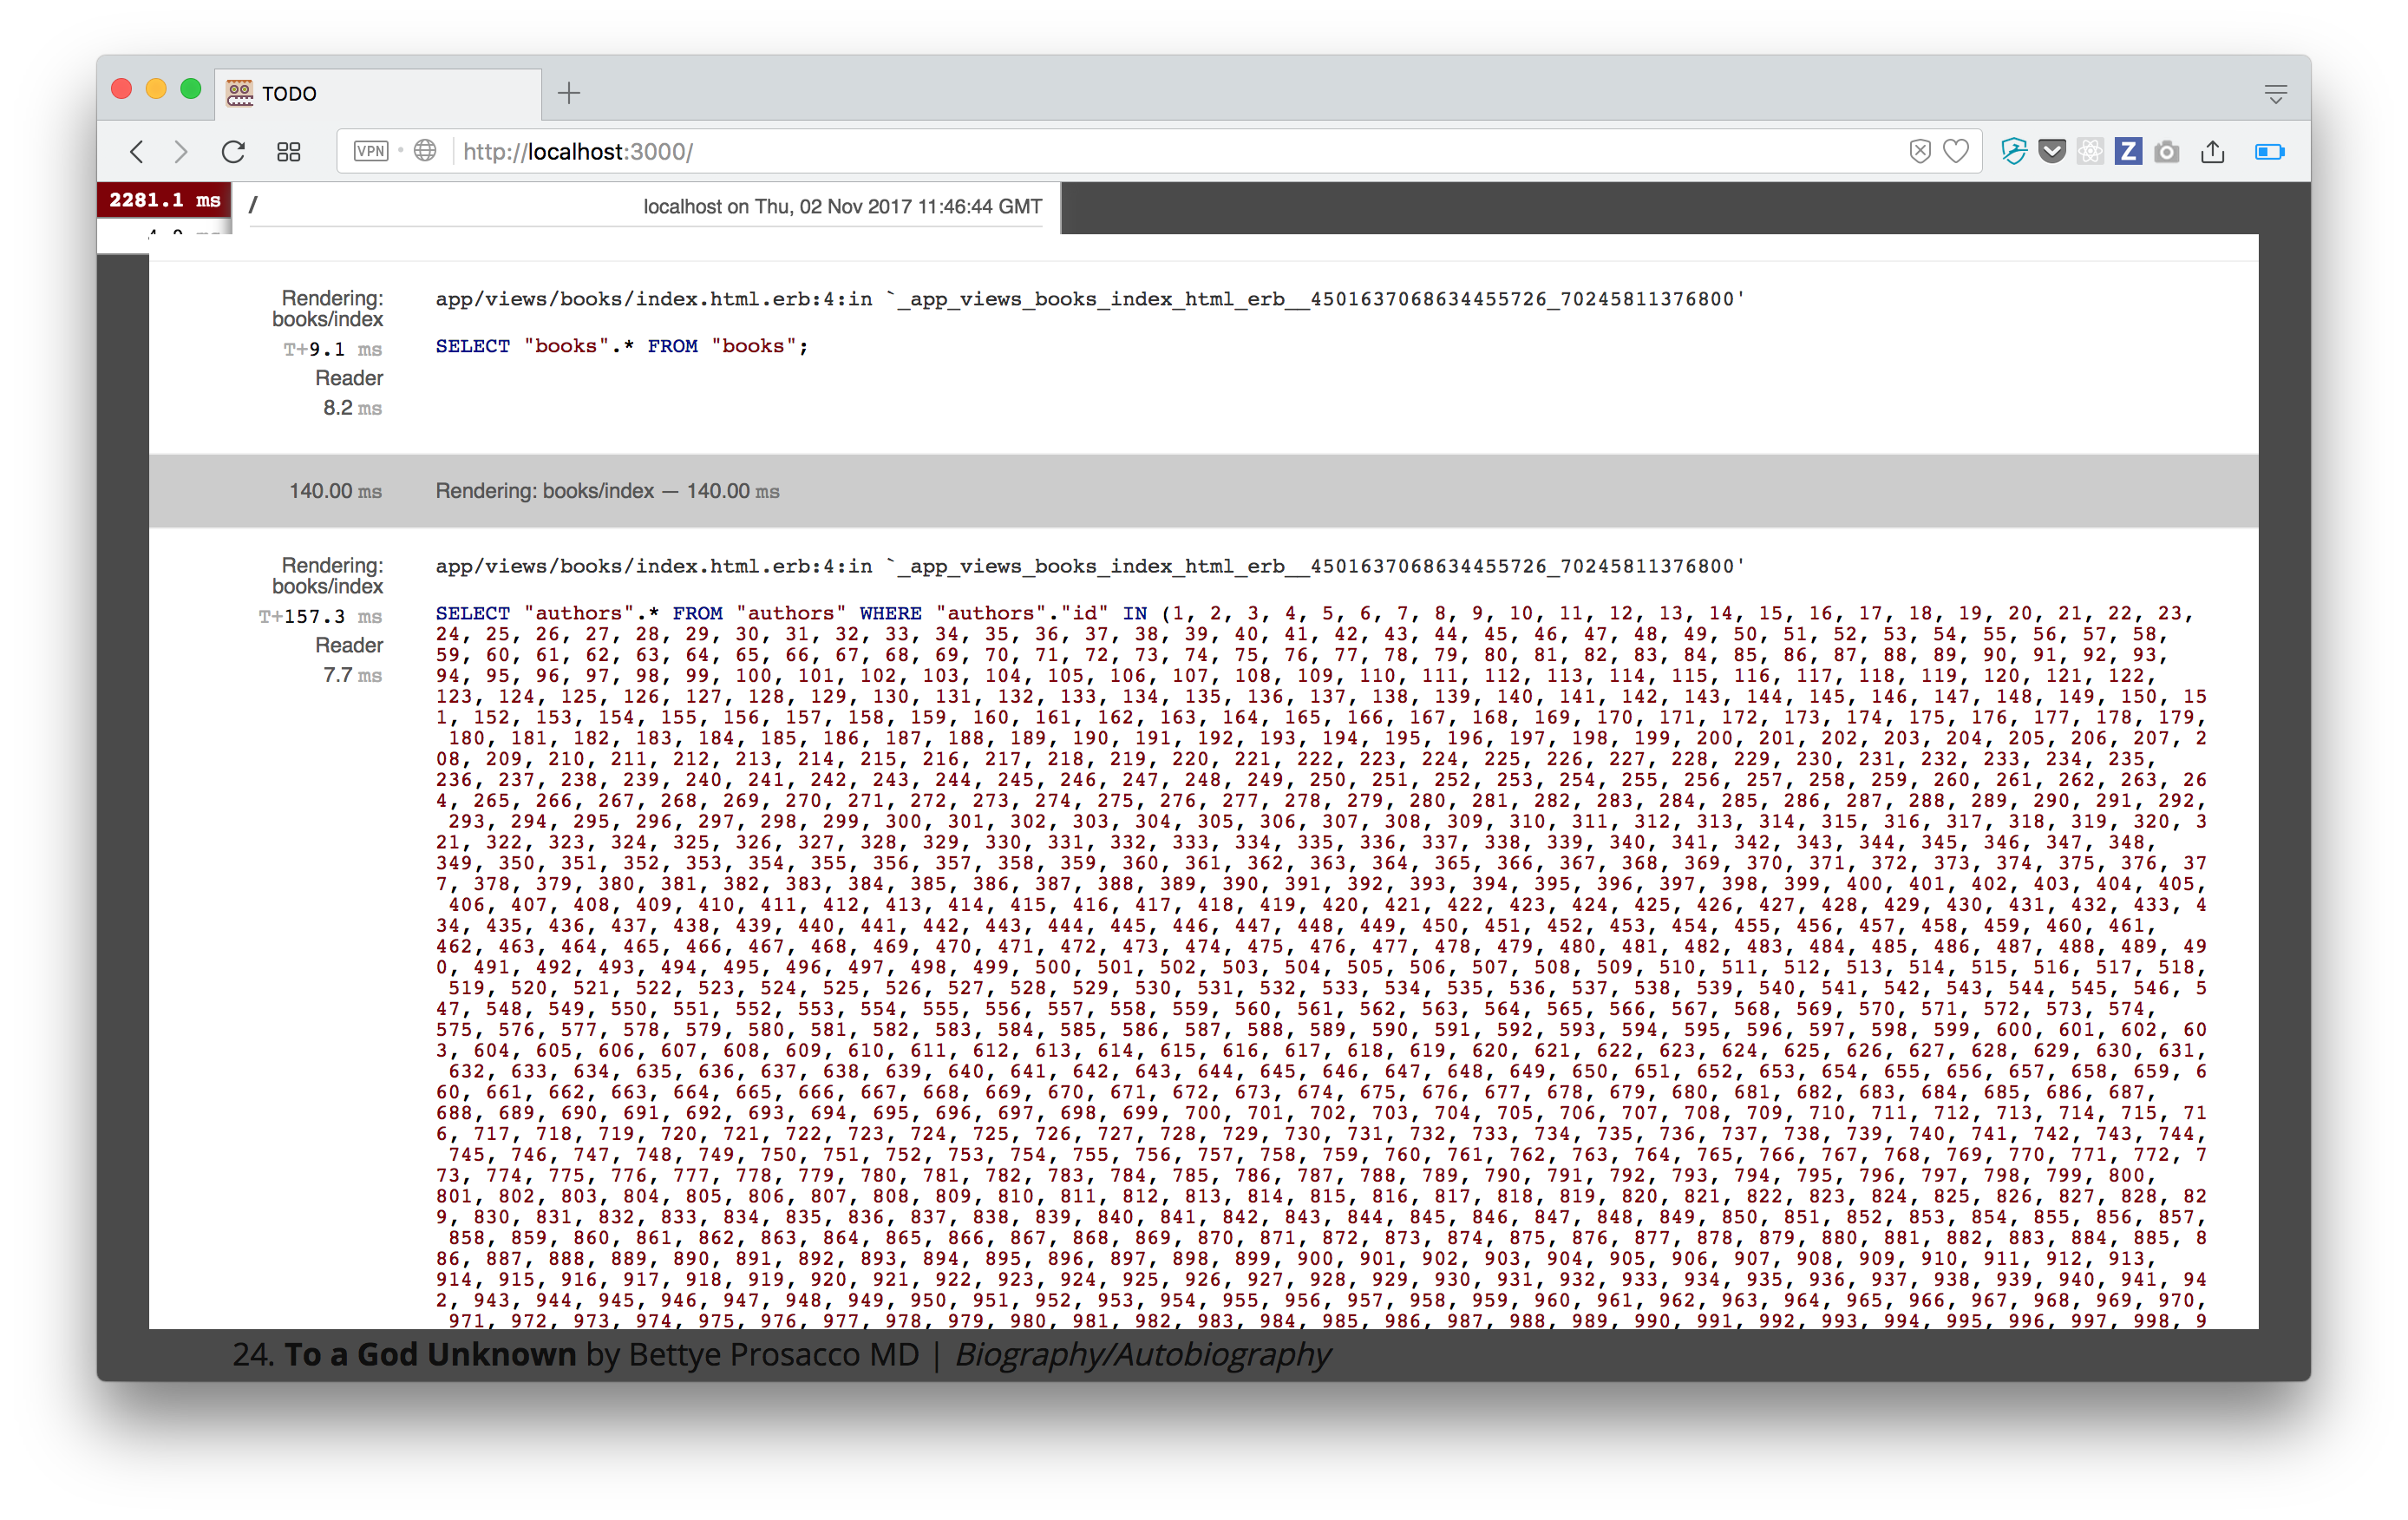 TODO
VPN http://localhost:3000/
2281.1 ms / localhost on Thu, 02 Nov 2017 11:46:44 GMT
Rendering: books/index app/views/books/index.html.erb:4:in `_app_views_books_index_html_erb__4501637068634455726_70245811376800'
T+9.1 ms SELECT "books".* FROM "books";
Reader
8.2 ms
140.00 ms Rendering: books/index — 140.00 ms
Rendering: books/index app/views/books/index.html.erb:4:in `_app_views_books_index_html_erb__4501637068634455726_70245811376800'
T+157.3 ms
Reader
7.7 ms
SELECT "authors".* FROM "authors" WHERE "authors"."id" IN (1, 2, 3, 4, 5, 6, 7, 8, 9, 10, 11, 12, 13, 14, 15, 16, 17, 18, 19, 20, 21, 22, 23,
24, 25, 26, 27, 28, 29, 30, 31, 32, 33, 34, 35, 36, 37, 38, 39, 40, 41, 42, 43, 44, 45, 46, 47, 48, 49, 50, 51, 52, 53, 54, 55, 56, 57, 58,
59, 60, 61, 62, 63, 64, 65, 66, 67, 68, 69, 70, 71, 72, 73, 74, 75, 76, 77, 78, 79, 80, 81, 82, 83, 84, 85, 86, 87, 88, 89, 90, 91, 92, 93,
94, 95, 96, 97, 98, 99, 100, 101, 102, 103, 104, 105, 106, 107, 108, 109, 110, 111, 112, 113, 114, 115, 116, 117, 118, 119, 120, 121, 122,
123, 124, 125, 126, 127, 128, 129, 130, 131, 132, 133, 134, 135, 136, 137, 138, 139, 140, 141, 142, 143, 144, 145, 146, 147, 148, 149, 150, 15
1, 152, 153, 154, 155, 156, 157, 158, 159, 160, 161, 162, 163, 164, 165, 166, 167, 168, 169, 170, 171, 172, 173, 174, 175, 176, 177, 178, 179,
180, 181, 182, 183, 184, 185, 186, 187, 188, 189, 190, 191, 192, 193, 194, 195, 196, 197, 198, 199, 200, 201, 202, 203, 204, 205, 206, 207, 2
08, 209, 210, 211, 212, 213, 214, 215, 216, 217, 218, 219, 220, 221, 222, 223, 224, 225, 226, 227, 228, 229, 230, 231, 232, 233, 234, 235,
236, 237, 238, 239, 240, 241, 242, 243, 244, 245, 246, 247, 248, 249, 250, 251, 252, 253, 254, 255, 256, 257, 258, 259, 260, 261, 262, 263, 26
4, 265, 266, 267, 268, 269, 270, 271, 272, 273, 274, 275, 276, 277, 278, 279, 280, 281, 282, 283, 284, 285, 286, 287, 288, 289, 290, 291, 292,
293, 294, 295, 296, 297, 298, 299, 300, 301, 302, 303, 304, 305, 306, 307, 308, 309, 310, 311, 312, 313, 314, 315, 316, 317, 318, 319, 320, 3
21, 322, 323, 324, 325, 326, 327, 328, 329, 330, 331, 332, 333, 334, 335, 336, 337, 338, 339, 340, 341, 342, 343, 344, 345, 346, 347, 348,
349, 350, 351, 352, 353, 354, 355, 356, 357, 358, 359, 360, 361, 362, 363, 364, 365, 366, 367, 368, 369, 370, 371, 372, 373, 374, 375, 376, 37
7, 378, 379, 380, 381, 382, 383, 384, 385, 386, 387, 388, 389, 390, 391, 392, 393, 394, 395, 396, 397, 398, 399, 400, 401, 402, 403, 404, 405,
406, 407, 408, 409, 410, 411, 412, 413, 414, 415, 416, 417, 418, 419, 420, 421, 422, 423, 424, 425, 426, 427, 428, 429, 430, 431, 432, 433, 4
34, 435, 436, 437, 438, 439, 440, 441, 442, 443, 444, 445, 446, 447, 448, 449, 450, 451, 452, 453, 454, 455, 456, 457, 458, 459, 460, 461,
462, 463, 464, 465, 466, 467, 468, 469, 470, 471, 472, 473, 474, 475, 476, 477, 478, 479, 480, 481, 482, 483, 484, 485, 486, 487, 488, 489, 49
0, 491, 492, 493, 494, 495, 496, 497, 498, 499, 500, 501, 502, 503, 504, 505, 506, 507, 508, 509, 510, 511, 512, 513, 514, 515, 516, 517, 518,
519, 520, 521, 522, 523, 524, 525, 526, 527, 528, 529, 530, 531, 532, 533, 534, 535, 536, 537, 538, 539, 540, 541, 542, 543, 544, 545, 546, 5
47, 548, 549, 550, 551, 552, 553, 554, 555, 556, 557, 558, 559, 560, 561, 562, 563, 564, 565, 566, 567, 568, 569, 570, 571, 572, 573, 574,
575, 576, 577, 578, 579, 580, 581, 582, 583, 584, 585, 586, 587, 588, 589, 590, 591, 592, 593, 594, 595, 596, 597, 598, 599, 600, 601, 602, 60
3, 604, 605, 606, 607, 608, 609, 610, 611, 612, 613, 614, 615, 616, 617, 618, 619, 620, 621, 622, 623, 624, 625, 626, 627, 628, 629, 630, 631,
632, 633, 634, 635, 636, 637, 638, 639, 640, 641, 642, 643, 644, 645, 646, 647, 648, 649, 650, 651, 652, 653, 654, 655, 656, 657, 658, 659, 6
60, 661, 662, 663, 664, 665, 666, 667, 668, 669, 670, 671, 672, 673, 674, 675, 676, 677, 678, 679, 680, 681, 682, 683, 684, 685, 686, 687,
688, 689, 690, 691, 692, 693, 694, 695, 696, 697, 698, 699, 700, 701, 702, 703, 704, 705, 706, 707, 708, 709, 710, 711, 712, 713, 714, 715, 71
6, 717, 718, 719, 720, 721, 722, 723, 724, 725, 726, 727, 728, 729, 730, 731, 732, 733, 734, 735, 736, 737, 738, 739, 740, 741, 742, 743, 744,
745, 746, 747, 748, 749, 750, 751, 752, 753, 754, 755, 756, 757, 758, 759, 760, 761, 762, 763, 764, 765, 766, 767, 768, 769, 770, 771, 772, 7
73, 774, 775, 776, 777, 778, 779, 780, 781, 782, 783, 784, 785, 786, 787, 788, 789, 790, 791, 792, 793, 794, 795, 796, 797, 798, 799, 800,
801, 802, 803, 804, 805, 806, 807, 808, 809, 810, 811, 812, 813, 814, 815, 816, 817, 818, 819, 820, 821, 822, 823, 824, 825, 826, 827, 828, 82
9, 830, 831, 832, 833, 834, 835, 836, 837, 838, 839, 840, 841, 842, 843, 844, 845, 846, 847, 848, 849, 850, 851, 852, 853, 854, 855, 856, 857,
858, 859, 860, 861, 862, 863, 864, 865, 866, 867, 868, 869, 870, 871, 872, 873, 874, 875, 876, 877, 878, 879, 880, 881, 882, 883, 884, 885, 8
86, 887, 888, 889, 890, 891, 892, 893, 894, 895, 896, 897, 898, 899, 900, 901, 902, 903, 904, 905, 906, 907, 908, 909, 910, 911, 912, 913,
914, 915, 916, 917, 918, 919, 920, 921, 922, 923, 924, 925, 926, 927, 928, 929, 930, 931, 932, 933, 934, 935, 936, 937, 938, 939, 940, 941, 94
2, 943, 944, 945, 946, 947, 948, 949, 950, 951, 952, 953, 954, 955, 956, 957, 958, 959, 960, 961, 962, 963, 964, 965, 966, 967, 968, 969, 970,
971, 972, 973, 974, 975, 976, 977, 978, 979, 980, 981, 982, 983, 984, 985, 986, 987, 988, 989, 990, 991, 992, 993, 994, 995, 996, 997, 998, 9
24. To a God Unknown by Bettye Prosacco MD | Biography/Autobiography